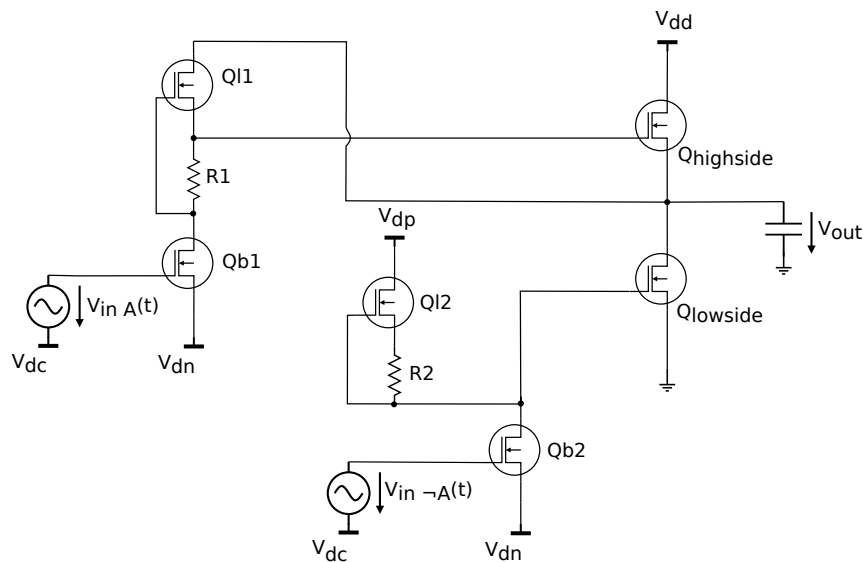 Vdd
Ql1
Qhighside
R1
Vdp
Vout
Qb1
Vin A(t)
Ql2
Qlowside
Vdc
Vdn
R2
Qb2
Vin ¬A(t)
Vdc
Vdn